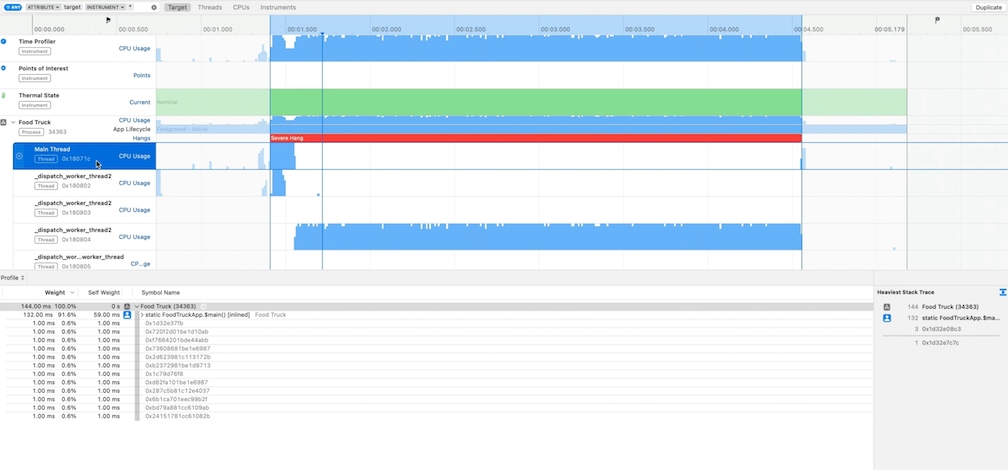 ANY ATTRIBUTE target INSTRUMENT Target Threads CPUs Instruments Duplicate
00:00.000 00:00.500 00:01.000 00:01.500 00:02.000 00:02.500 00:03.000 00:03.500 00:04.000 00:04.500 00:05.179 00:05.500
Time Profiler
Instrument
CPU Usage
Points of Interest
Instrument
Points
Thermal State
Instrument
Current
Nominal
Food Truck
Process 34363
CPU Usage
App Lifecycle
Foreground - Active
Hangs
Severe Hang
Main Thread
Thread 0x18071c
CPU Usage
_dispatch_worker_thread2
Thread 0x180802
CPU Usage
_dispatch_worker_thread2
Thread 0x180803
CPU Usage
_dispatch_worker_thread2
Thread 0x180804
CPU Usage
_dispatch_wor...worker_thread
Thread 0x180805
CP...ge
Profile
Weight Self Weight Symbol Name
144.00 ms 100.0% 0 s Food Truck (34363)
132.00 ms 91.6% 59.00 ms static FoodTruckApp.$main() [inlined] Food Truck
1.00 ms 0.6% 1.00 ms 0x1d32e37fb
1.00 ms 0.6% 1.00 ms 0x720f2d01be1d10ab
1.00 ms 0.6% 1.00 ms 0xf7664201bde44abb
1.00 ms 0.6% 1.00 ms 0x73608681be1e6987
1.00 ms 0.6% 1.00 ms 0x2d623981c113172b
1.00 ms 0.6% 1.00 ms 0xb2372981be1d9713
1.00 ms 0.6% 1.00 ms 0x1c79d76f8
1.00 ms 0.6% 1.00 ms 0xd82fa101be1e6987
1.00 ms 0.6% 1.00 ms 0x287c5b81c12e4037
1.00 ms 0.6% 1.00 ms 0x6b1ca701eec99b2f
1.00 ms 0.6% 1.00 ms 0xbd79a881cc6109ab
1.00 ms 0.6% 1.00 ms 0x24151781cc61082b
Heaviest Stack Trace
144 Food Truck (34363)
132 static FoodTruckApp.$ma...
3 0x1d32e08c3
1 0x1d32e7c7c